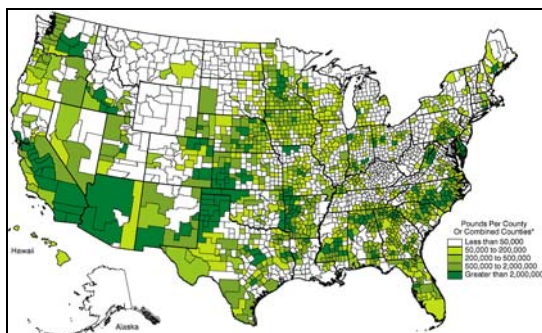 Pounds Per County
Or Combined Counties*
Less than 50,000
50,000 to 200,000
200,000 to 500,000
500,000 to 2,000,000
Greater than 2,000,000
Hawaii
Alaska